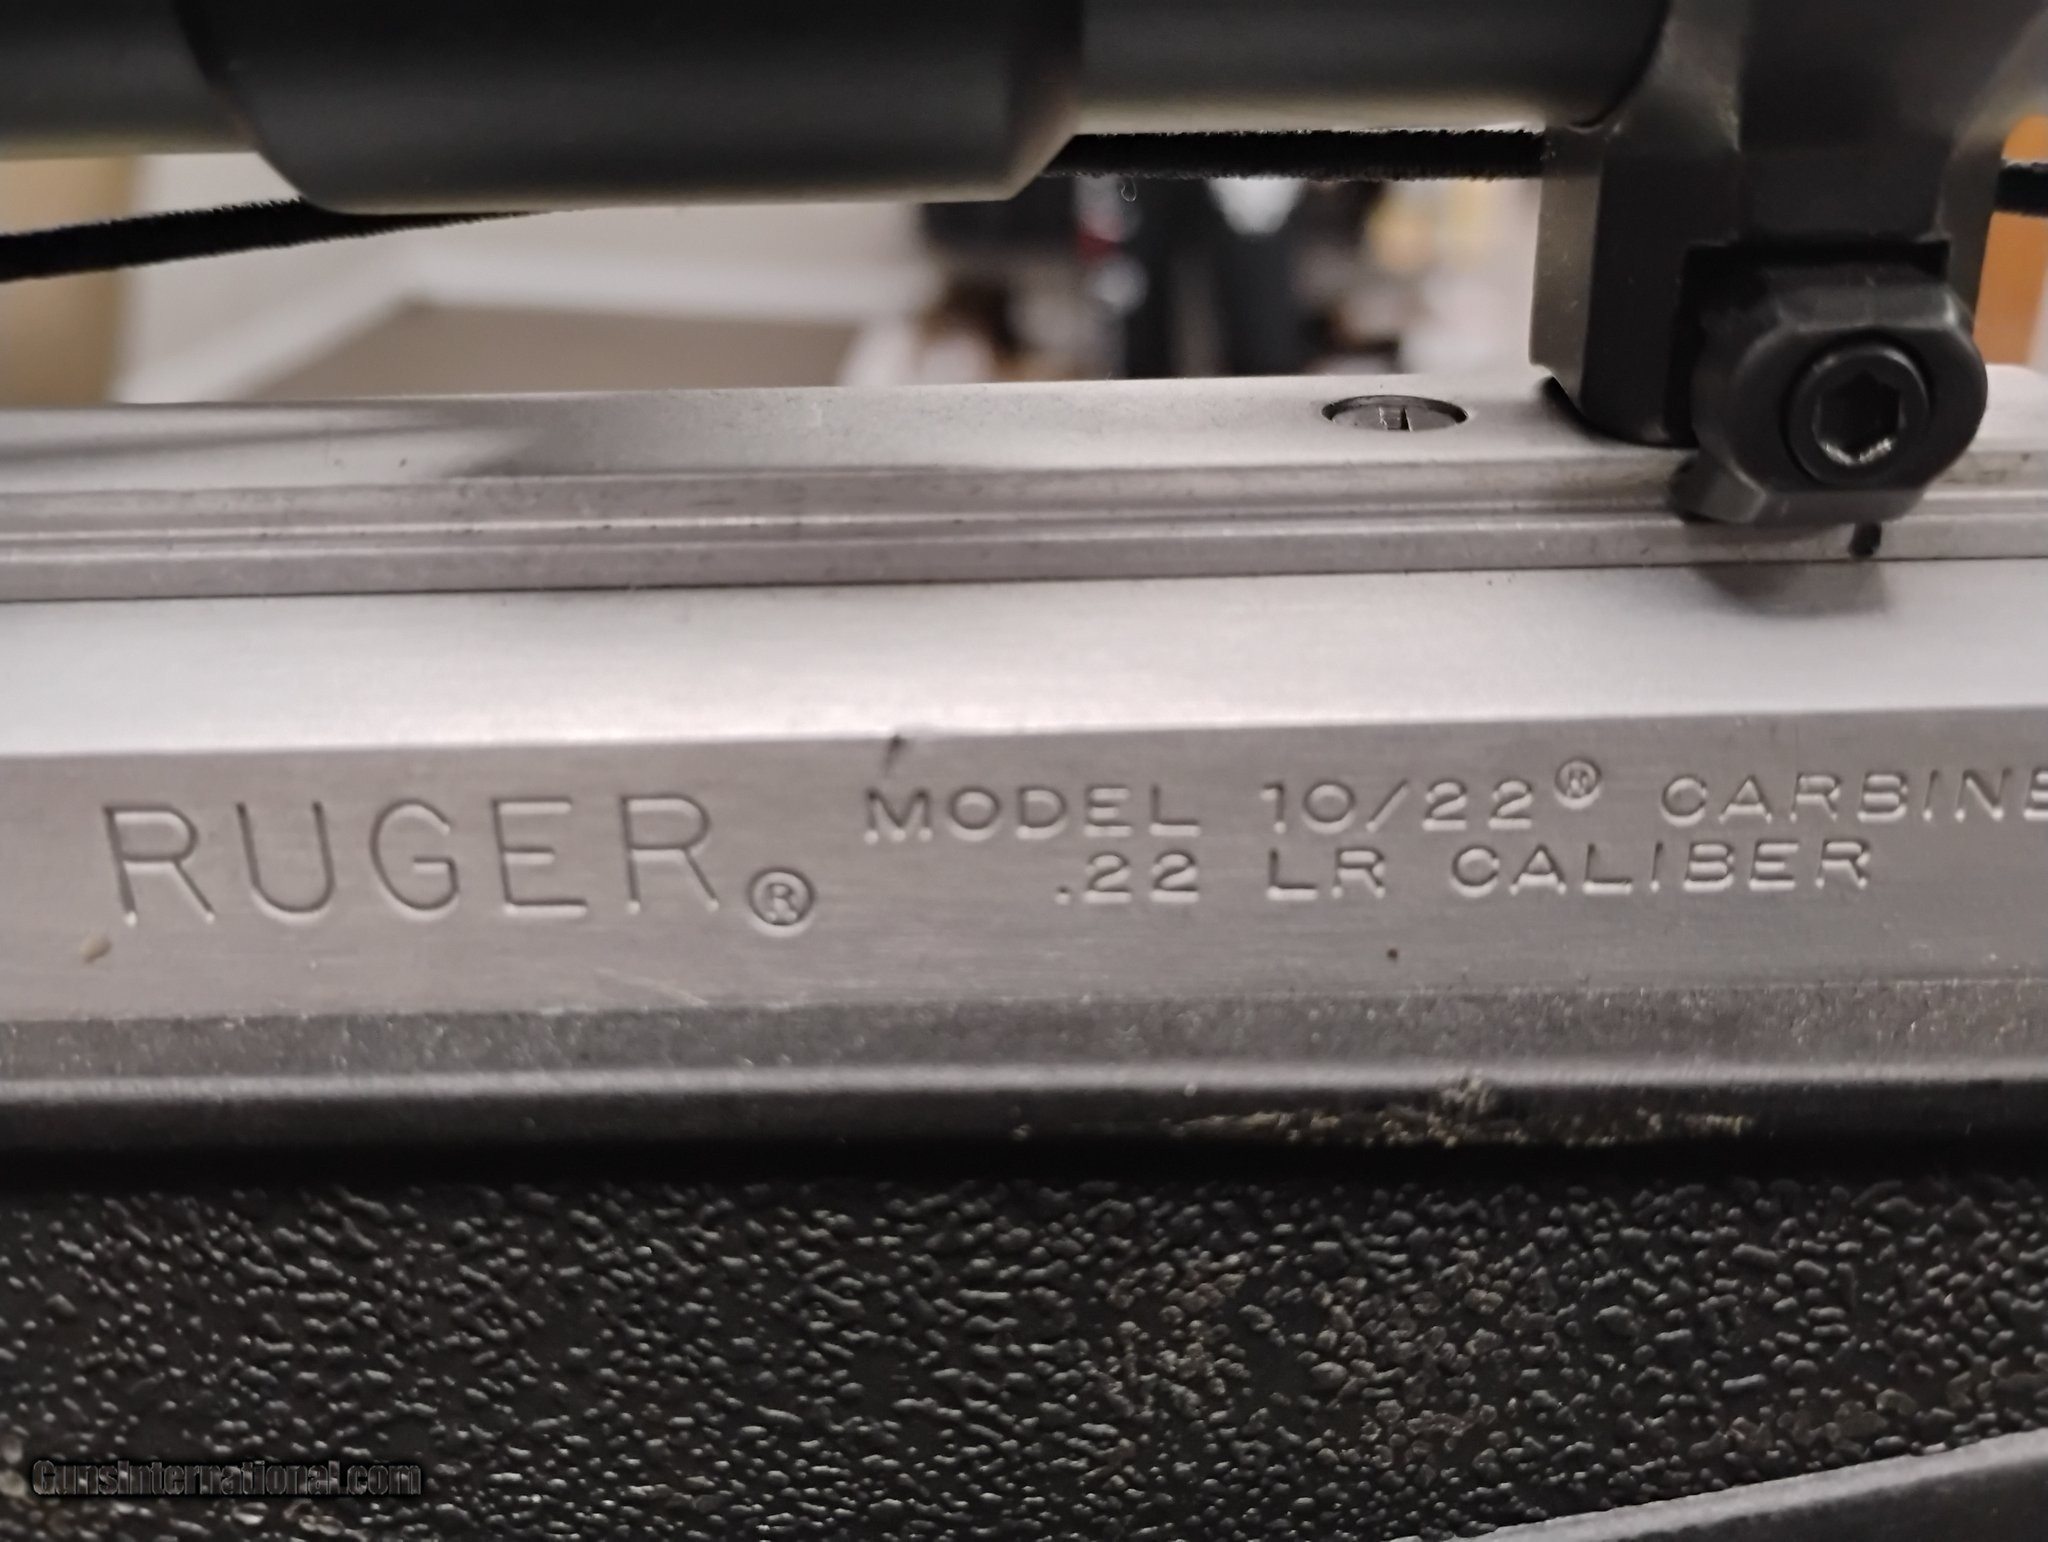 RUGER®
MODEL 10/22® CARBINE
.22 LR CALIBER
GunsInternational.com